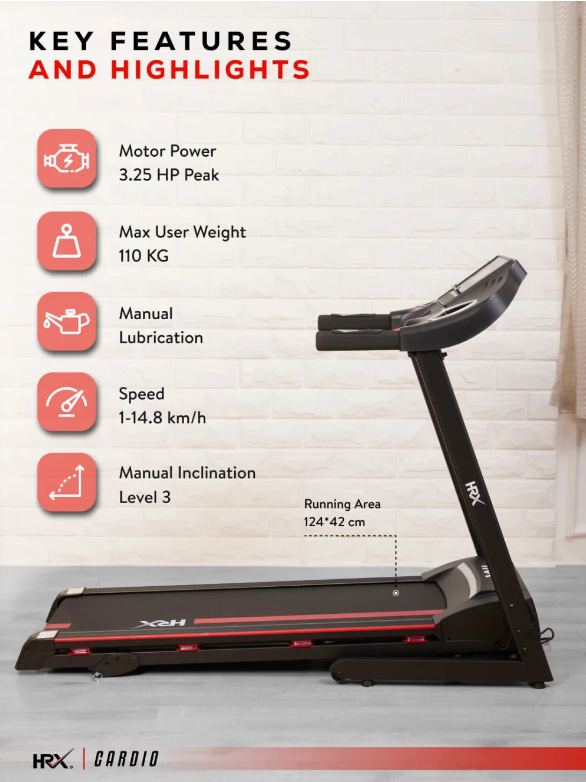 KEY FEATURES
AND HIGHLIGHTS
Motor Power
3.25 HP Peak
Max User Weight
110 KG
Manual
Lubrication
Speed
1-14.8 km/h
Manual Inclination
Level 3
Running Area
124*42 cm
HRX
HRX
HRX
CARDIO